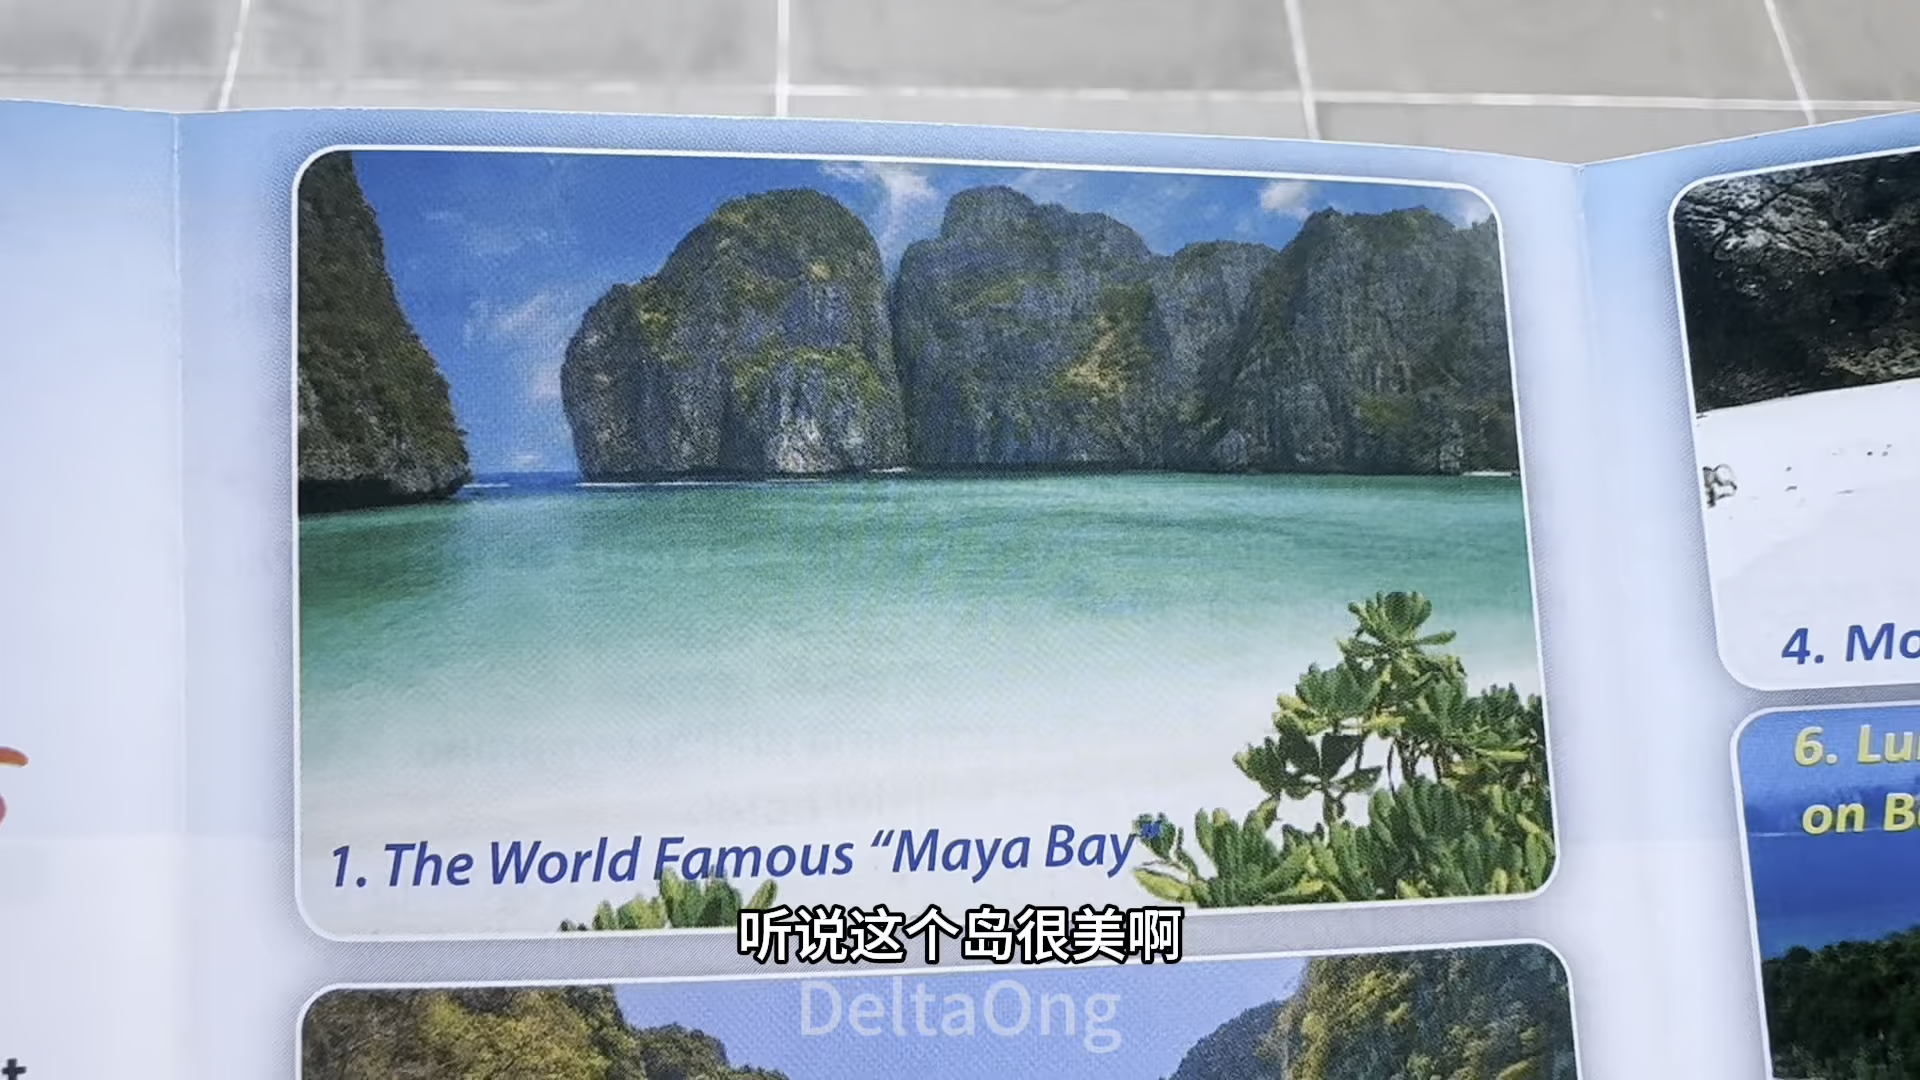 1. The World Famous “Maya Bay”
4. Mo
6. Lu
on B
听说这个岛很美啊
DeltaOng
t